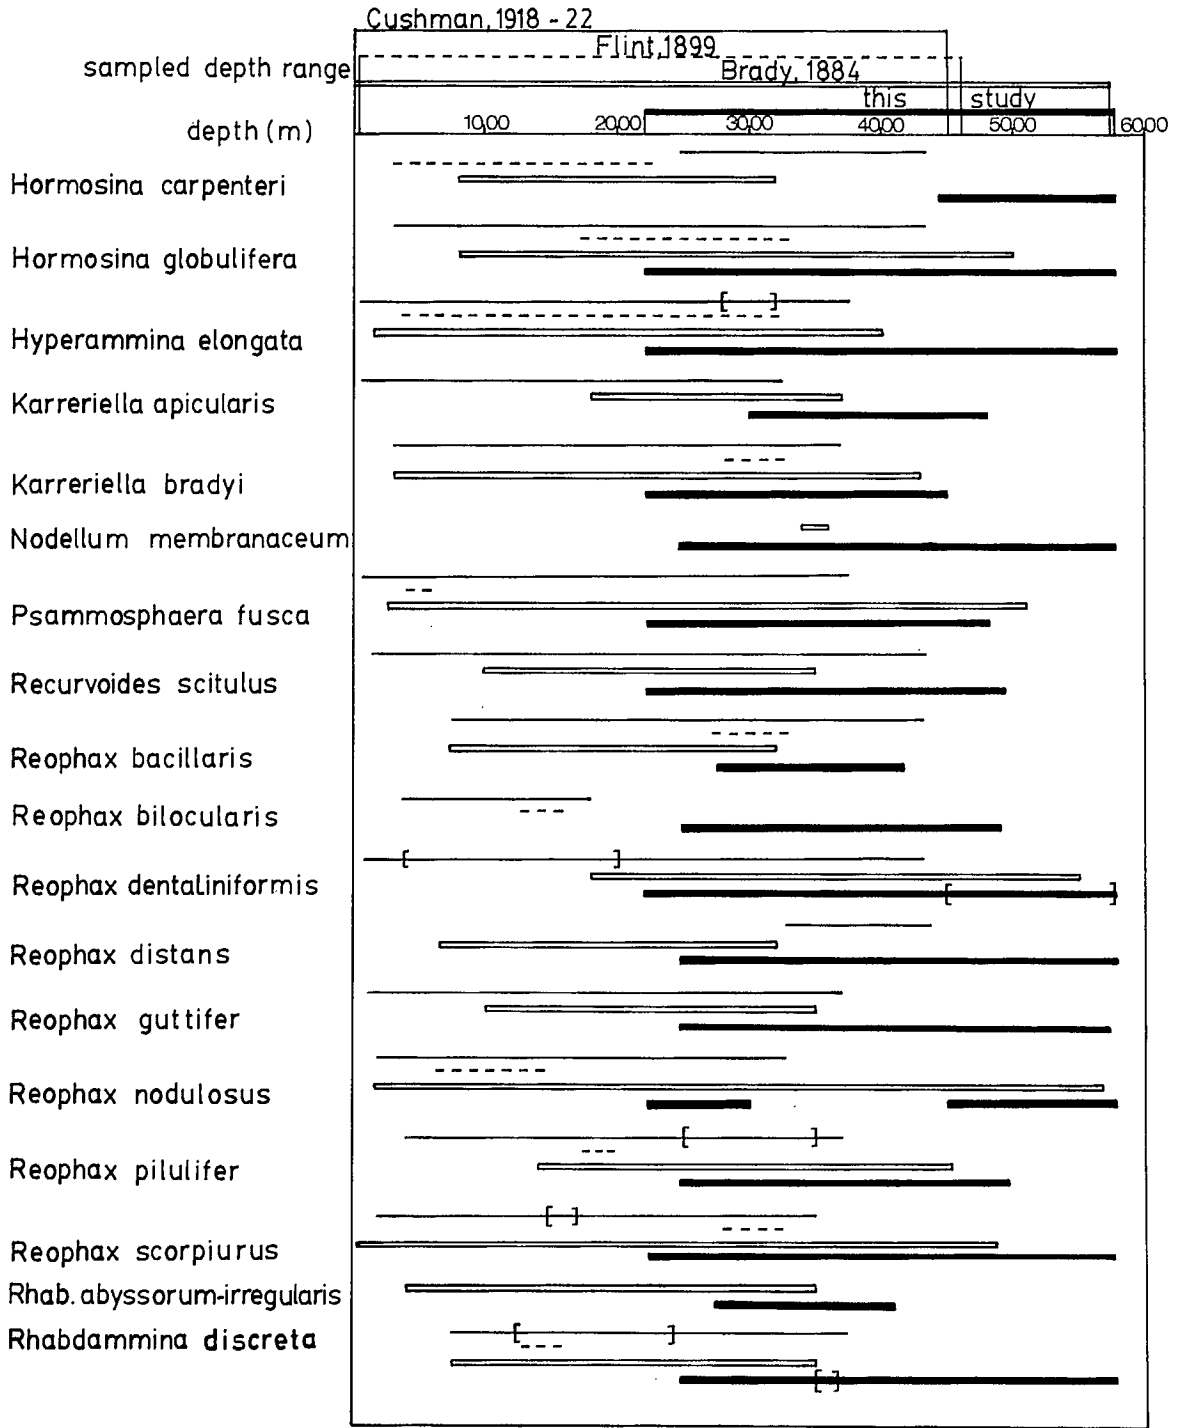 Cushman, 1918 - 22
Flint, 1899
sampled depth range
Brady, 1884
this study
depth (m)
1000 2000 3000 4000 5000 6000
Hormosina carpenteri
Hormosina globulifera
Hyperammina elongata
Karreriella apicularis
Karreriella bradyi
Nodellum membranaceum
Psammosphaera fusca
Recurvoides scitulus
Reophax bacillaris
Reophax bilocularis
Reophax dentaliniformis
Reophax distans
Reophax guttifer
Reophax nodulosus
Reophax pilulifer
Reophax scorpiurus
Rhab. abyssorum-irregularis
Rhabdammina discreta